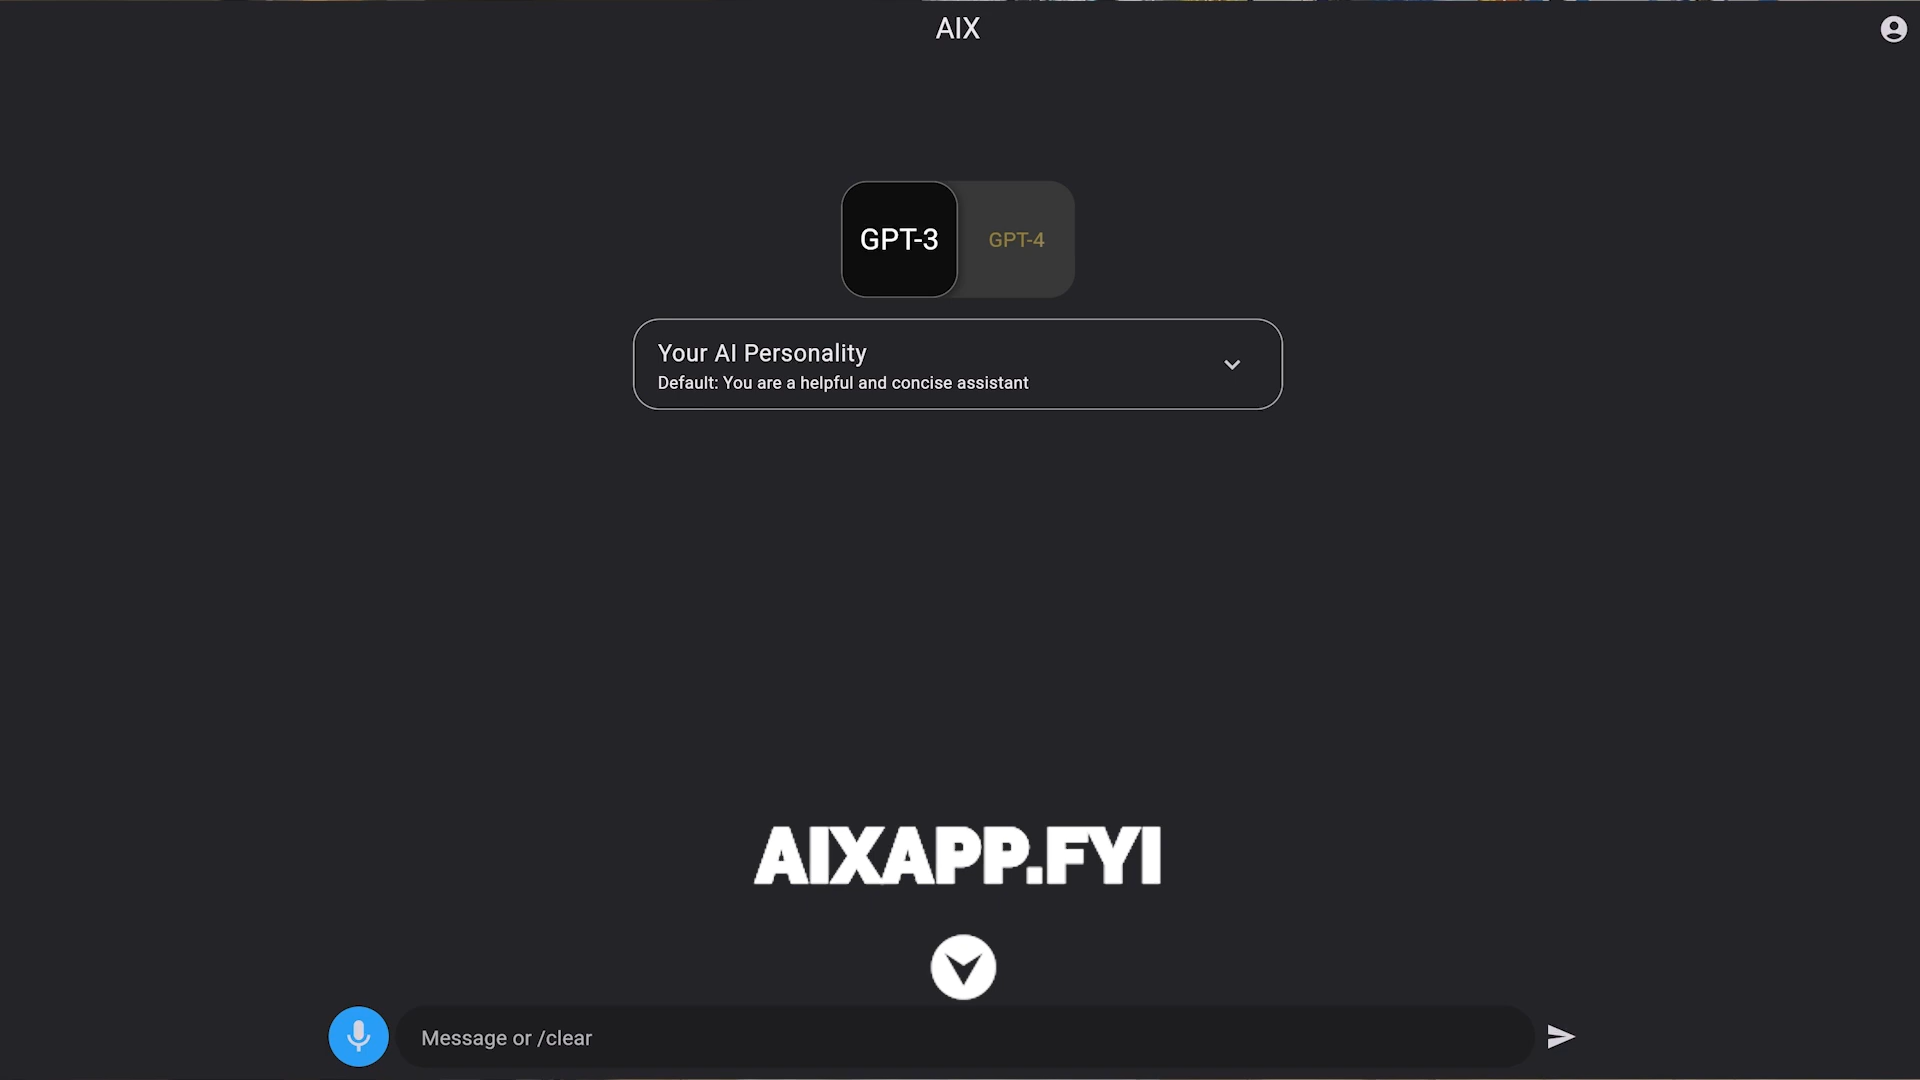 AIX
GPT-3
GPT-4
Your AI Personality
Default: You are a helpful and concise assistant
AIXAPP.FYI
Message or /clear